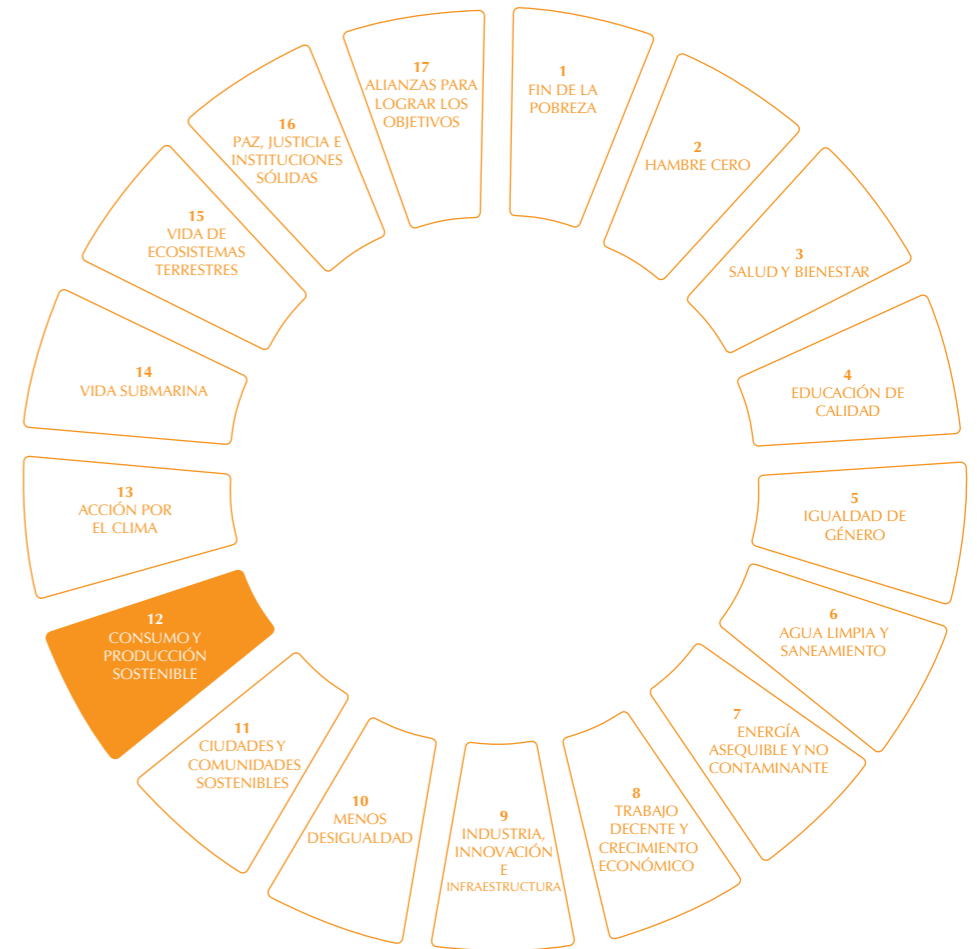 1
FIN DE LA
POBREZA
2
HAMBRE CERO
3
SALUD Y BIENESTAR
4
EDUCACIÓN DE
CALIDAD
5
IGUALDAD DE
GÉNERO
6
AGUA LIMPIA Y
SANEAMIENTO
7
ENERGÍA
ASEQUIBLE Y NO
CONTAMINANTE
8
TRABAJO
DECENTE Y
CRECIMIENTO
ECONÓMICO
9
INDUSTRIA,
INNOVACIÓN
E
INFRAESTRUCTURA
10
MENOS
DESIGUALDAD
11
CIUDADES Y
COMUNIDADES
SOSTENIBLES
12
CONSUMO Y
PRODUCCIÓN
SOSTENIBLE
13
ACCIÓN POR
EL CLIMA
14
VIDA SUBMARINA
15
VIDA DE
ECOSISTEMAS
TERRESTRES
16
PAZ, JUSTICIA E
INSTITUCIONES
SÓLIDAS
17
ALIANZAS PARA
LOGRAR LOS
OBJETIVOS